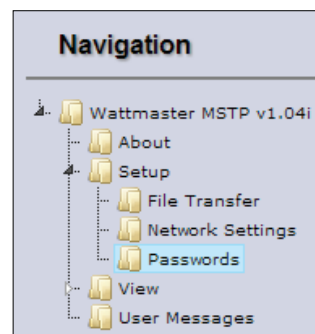 Navigation
Wattmaster MSTP v1.04i
About
Setup
File Transfer
Network Settings
Passwords
View
User Messages